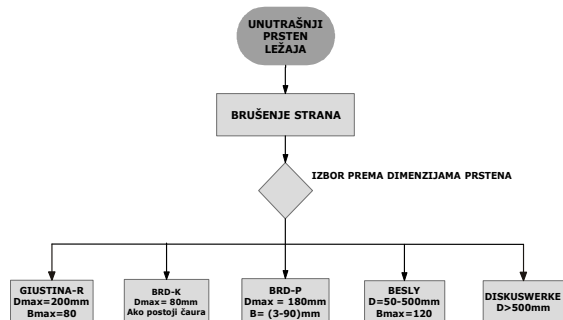 UNUTRAŠNJI
PRSTEN
LEŽAJA
BRUŠENJE STRANA
IZBOR PREMA DIMENZIJAMA PRSTENA
GIUSTINA-R
Dmax=200mm
Bmax=80
BRD-K
Dmax= 80mm
Ako postoji čaura
BRD-P
Dmax = 180mm
B= (3-90)mm
BESLY
D=50-500mm
Bmax=120
DISKUSWERKE
D>500mm